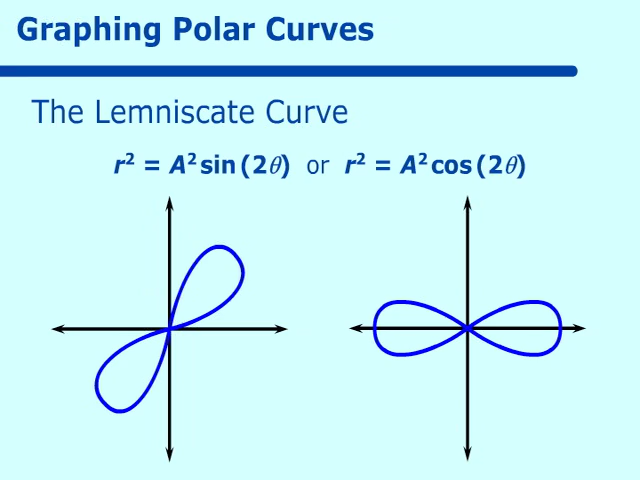 Graphing Polar Curves
The Lemniscate Curve
r² = A² sin (2θ) or r² = A² cos (2θ)